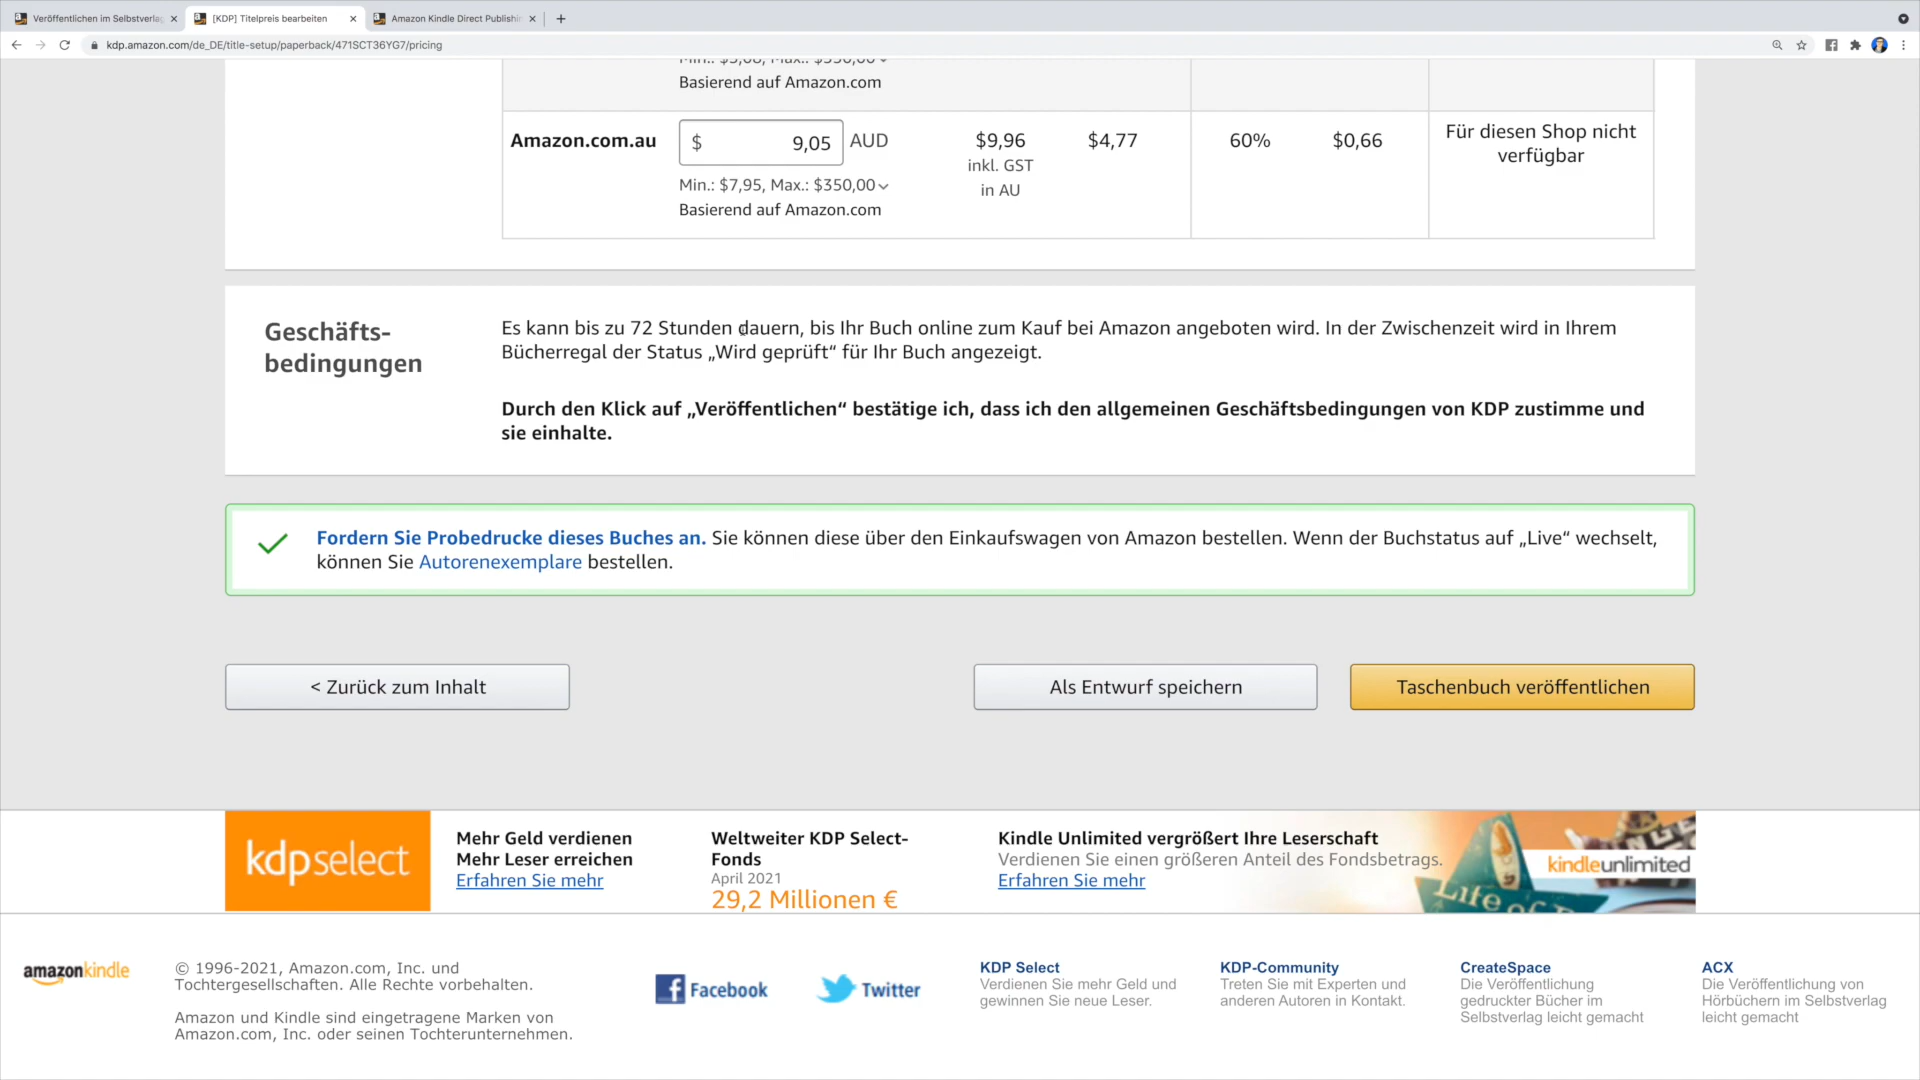 Veröffentlichen im Selbstverlag
[KDP] Titelpreis bearbeiten
Amazon Kindle Direct Publishi
kdp.amazon.com/de_DE/title-setup/paperback/471SCT36YG7/pricing
Basierend auf Amazon.com
Amazon.com.au $ 9,05 AUD $9,96 $4,77 60% $0,66 Für diesen Shop nicht
verfügbar
inkl. GST
in AU
Min.: $7,95, Max.: $350,00
Basierend auf Amazon.com
Geschäfts-
bedingungen
Es kann bis zu 72 Stunden dauern, bis Ihr Buch online zum Kauf bei Amazon angeboten wird. In der Zwischenzeit wird in Ihrem
Bücherregal der Status „Wird geprüft“ für Ihr Buch angezeigt.
Durch den Klick auf „Veröffentlichen“ bestätige ich, dass ich den allgemeinen Geschäftsbedingungen von KDP zustimme und
sie einhalte.
Fordern Sie Probedrucke dieses Buches an. Sie können diese über den Einkaufswagen von Amazon bestellen. Wenn der Buchstatus auf „Live“ wechselt,
können Sie Autorenexemplare bestellen.
< Zurück zum Inhalt
Als Entwurf speichern
Taschenbuch veröffentlichen
kdpselect
Mehr Geld verdienen
Mehr Leser erreichen
Erfahren Sie mehr
Weltweiter KDP Select-
Fonds
April 2021
29,2 Millionen €
Kindle Unlimited vergrößert Ihre Leserschaft
Verdienen Sie einen größeren Anteil des Fondsbetrags.
Erfahren Sie mehr
kindleunlimited
Life of
amazonkindle
© 1996-2021, Amazon.com, Inc. und
Tochtergesellschaften. Alle Rechte vorbehalten.
Amazon und Kindle sind eingetragene Marken von
Amazon.com, Inc. oder seinen Tochterunternehmen.
Facebook
Twitter
KDP Select
Verdienen Sie mehr Geld und
gewinnen Sie neue Leser.
KDP-Community
Treten Sie mit Experten und
anderen Autoren in Kontakt.
CreateSpace
Die Veröffentlichung
gedruckter Bücher im
Selbstverlag leicht gemacht
ACX
Die Veröffentlichung von
Hörbüchern im Selbstverlag
leicht gemacht